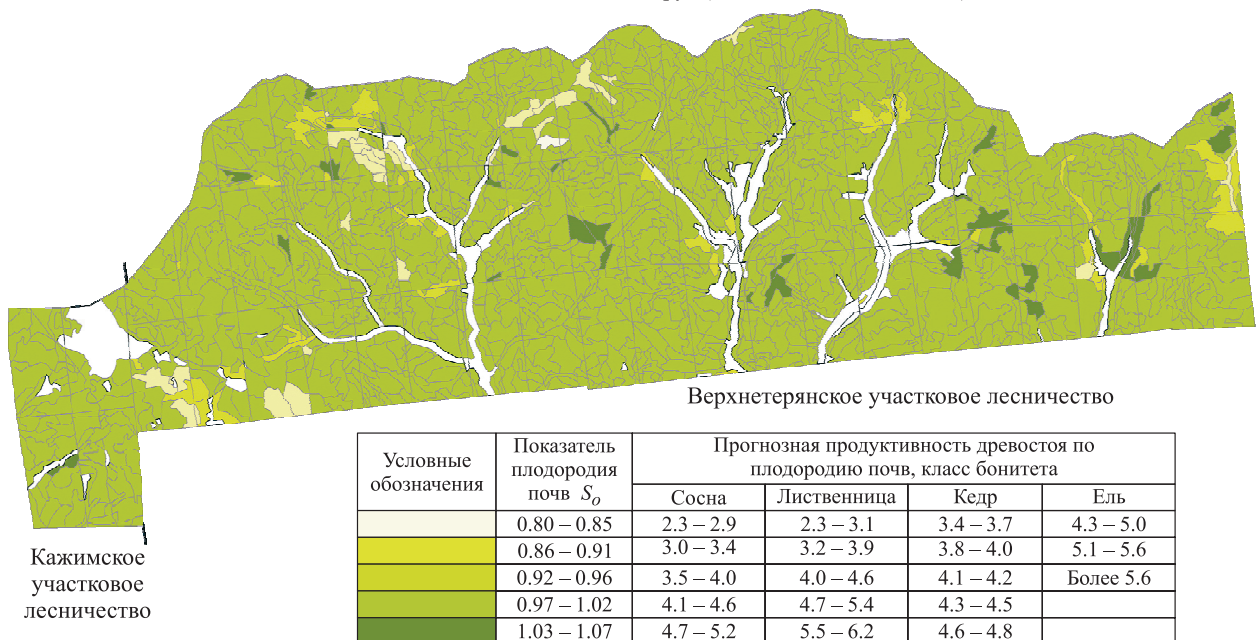 Верхнетерянское участковое лесничество
Кажимское
участковое
лесничество
Условные
обозначения
Показатель
плодородия
почв S₀
Прогнозная продуктивность древостоя по
плодородию почв, класс бонитета
Сосна
Лиственница
Кедр
Ель
0.80 – 0.85
2.3 – 2.9
2.3 – 3.1
3.4 – 3.7
4.3 – 5.0
0.86 – 0.91
3.0 – 3.4
3.2 – 3.9
3.8 – 4.0
5.1 – 5.6
0.92 – 0.96
3.5 – 4.0
4.0 – 4.6
4.1 – 4.2
Более 5.6
0.97 – 1.02
4.1 – 4.6
4.7 – 5.4
4.3 – 4.5
1.03 – 1.07
4.7 – 5.2
5.5 – 6.2
4.6 – 4.8